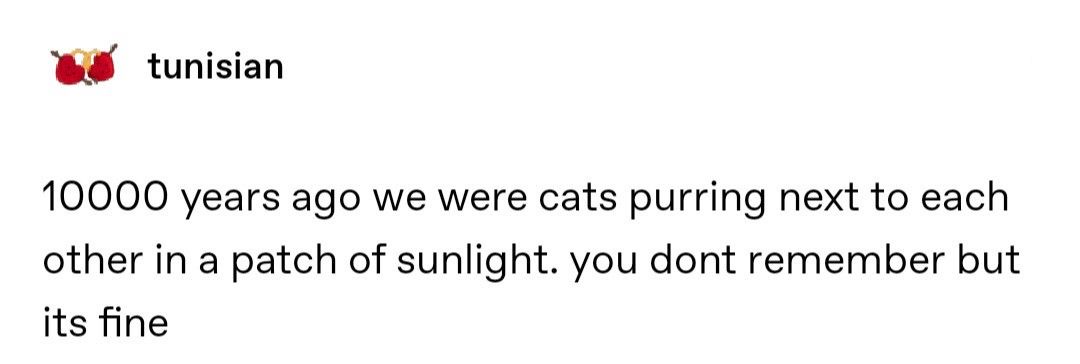 tunisian
10000 years ago we were cats purring next to each
other in a patch of sunlight. you dont remember but
its fine